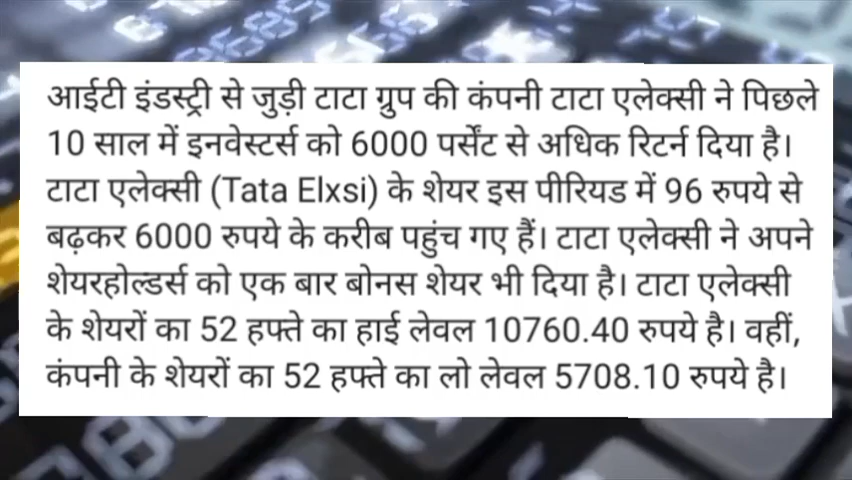 आईटी इंडस्ट्री से जुड़ी टाटा ग्रुप की कंपनी टाटा एलेक्सी ने पिछले
10 साल में इनवेस्टर्स को 6000 पर्सेंट से अधिक रिटर्न दिया है।
टाटा एलेक्सी (Tata Elxsi) के शेयर इस पीरियड में 96 रुपये से
बढ़कर 6000 रुपये के करीब पहुंच गए हैं। टाटा एलेक्सी ने अपने
शेयरहोल्डर्स को एक बार बोनस शेयर भी दिया है। टाटा एलेक्सी
के शेयरों का 52 हफ्ते का हाई लेवल 10760.40 रुपये है। वहीं,
कंपनी के शेयरों का 52 हफ्ते का लो लेवल 5708.10 रुपये है।